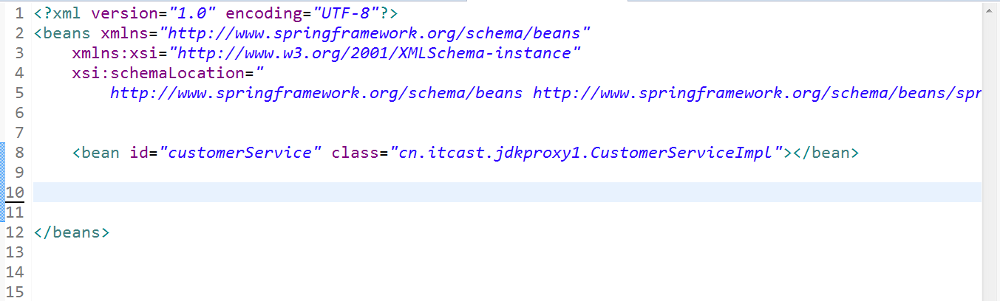 1 <?xml version="1.0" encoding="UTF-8"?>
2 <beans xmlns="http://www.springframework.org/schema/beans"
3 xmlns:xsi="http://www.w3.org/2001/XMLSchema-instance"
4 xsi:schemaLocation="
5 http://www.springframework.org/schema/beans http://www.springframework.org/schema/beans/spr
6
7
8 <bean id="customerService" class="cn.itcast.jdkproxy1.CustomerServiceImpl"></bean>
9
10
11
12 </beans>
13
14
15